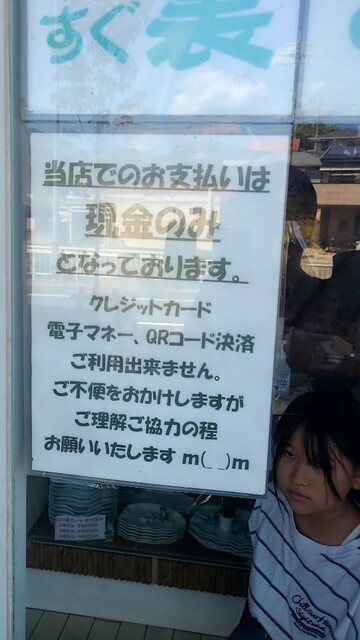 すぐ裏
当店でのお支払いは
現金のみ
となっております。
クレジットカード
電子マネー、QRコード決済
ご利用出来ません。
ご不便をおかけしますが
ご理解ご協力の程
お願いいたします m(_ _)m